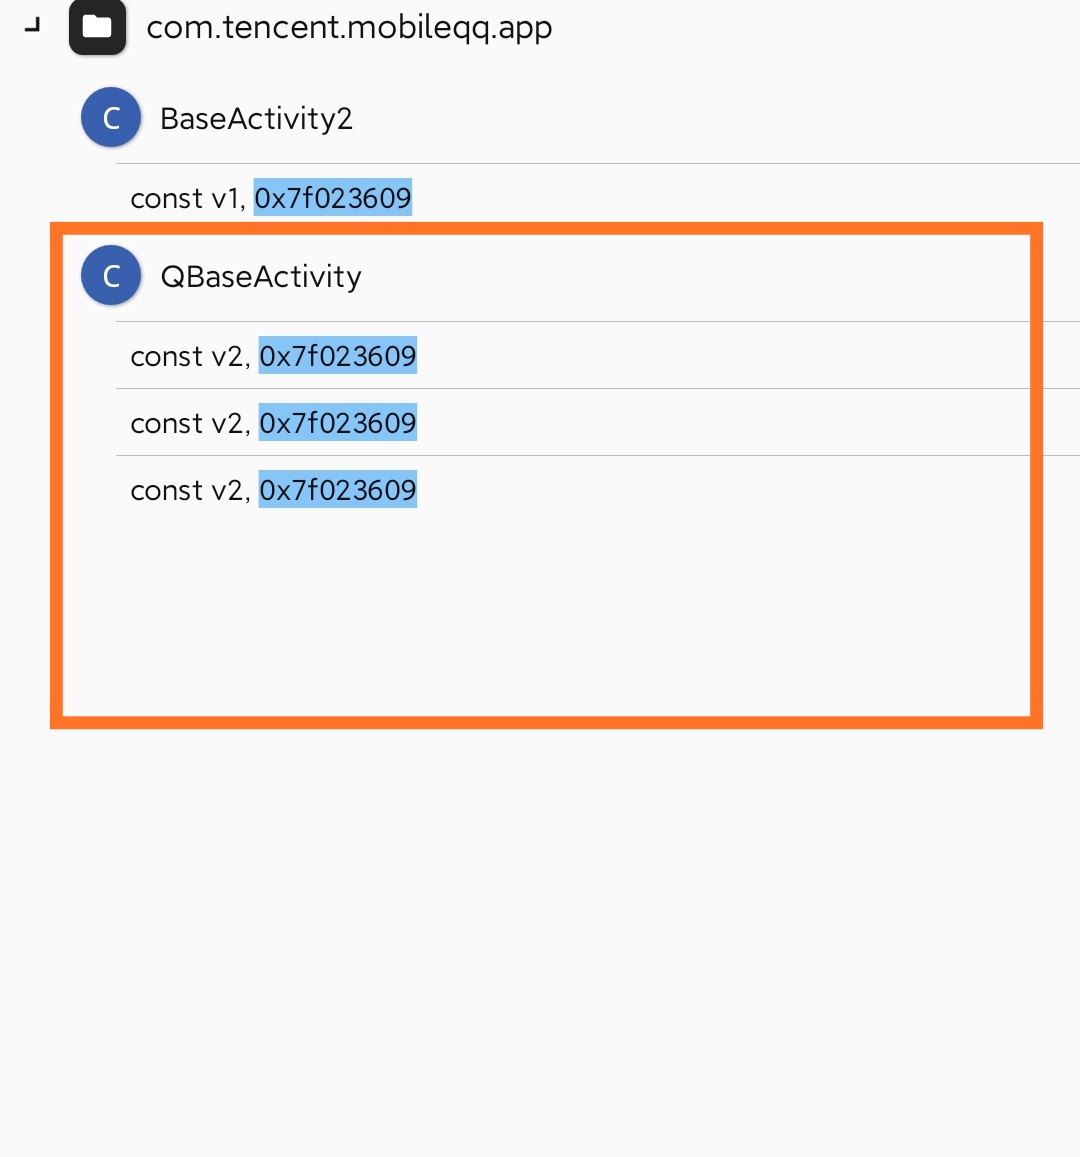 com.tencent.mobileqq.app
C BaseActivity2
const v1, 0x7f023609
C QBaseActivity
const v2, 0x7f023609
const v2, 0x7f023609
const v2, 0x7f023609